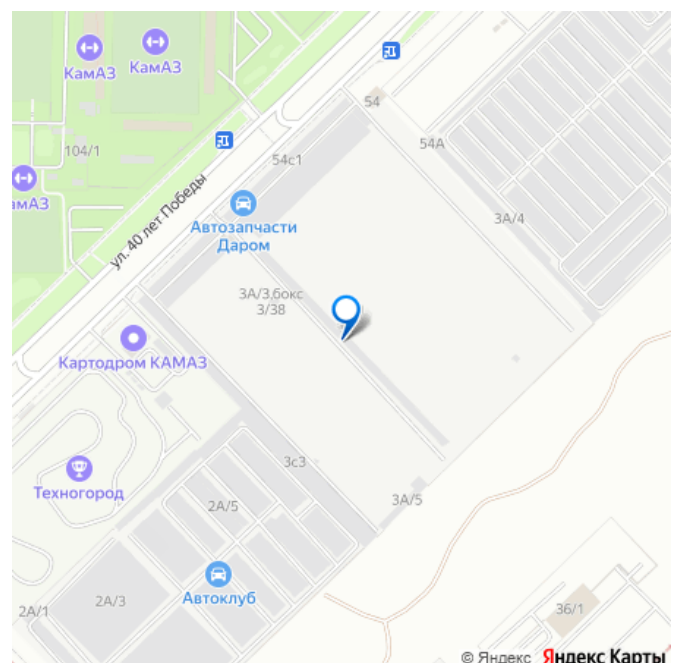 КамАЗ
КамАЗ
54
104/1
54А
54с1
амАЗ
ул. 40 лет Победы
Автозапчасти
Даром
3А/4
3А/3,бокс
3/38
Картодром КАМАЗ
3с3
Техногород
2А/5
3А/5
Автоклуб
2А/3
2А/1
36/1
© Яндекс Яндекс Карты